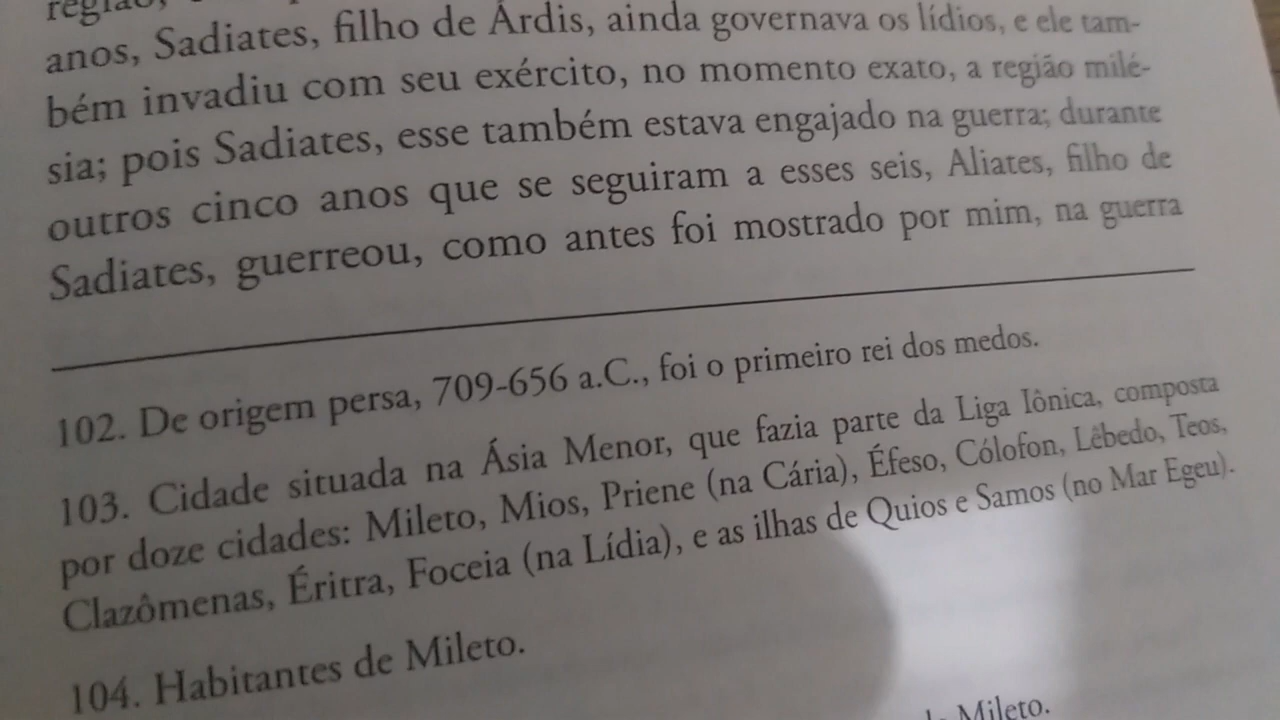 região,
anos, Sadiates, filho de Árdis, ainda governava os lídios, e ele tam-
bém invadiu com seu exército, no momento exato, a região milé-
sia; pois Sadiates, esse também estava engajado na guerra; durante
outros cinco anos que se seguiram a esses seis, Aliates, filho de
Sadiates, guerreou, como antes foi mostrado por mim, na guerra
102. De origem persa, 709-656 a.C., foi o primeiro rei dos medos.
103. Cidade situada na Ásia Menor, que fazia parte da Liga Iônica, composta
por doze cidades: Mileto, Mios, Priene (na Cária), Éfeso, Cólofon, Lêbedo, Teos,
Clazômenas, Éritra, Foceia (na Lídia), e as ilhas de Quios e Samos (no Mar Egeu).
104. Habitantes de Mileto.
Mileto.